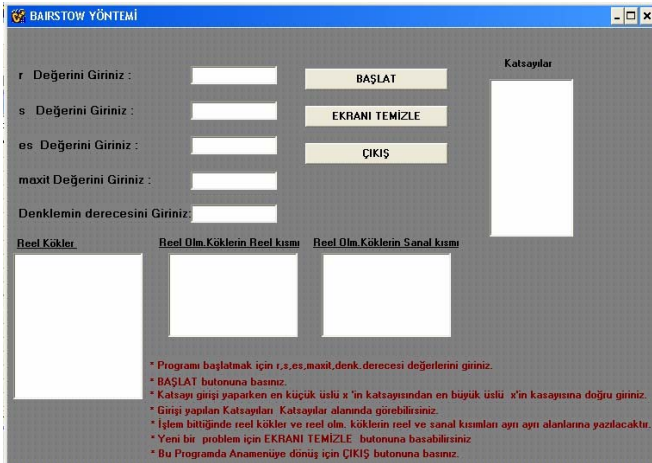 BAIRSTOW YÖNTEMİ
r Değerini Giriniz :
s Değerini Giriniz :
es Değerini Giriniz :
maxit Değerini Giriniz :
Denklemin derecesini Giriniz:
BAŞLAT
EKRANI TEMİZLE
ÇIKIŞ
Katsayılar
Reel Kökler
Reel Olm.Köklerin Reel kısmı
Reel Olm.Köklerin Sanal kısmı
* Programı başlatmak için r,s,es,maxit,denk.derecesi değerlerini giriniz.
* BAŞLAT butonuna basınız.
* Katsayı girişi yaparken en küçük üslü x 'in katsayısından en büyük üslü x'in kasayısına doğru giriniz.
* Girişi yapılan Katsayıları Katsayılar alanında görebilirsiniz.
* İşlem bittiğinde reel kökler ve reel olm. köklerin reel ve sanal kısımları ayrı ayrı alanlarına yazılacaktır.
* Yeni bir problem için EKRANI TEMİZLE butonuna basabilirsiniz
* Bu Programda Anamenüye dönüş için ÇIKIŞ butonuna basınız.